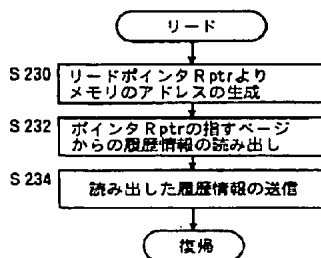 リード
S230
リードポインタRptrより
メモリのアドレスの生成
S232
ポインタRptrの指すページ
からの履歴情報の読み出し
S234
読み出した履歴情報の送信
復帰